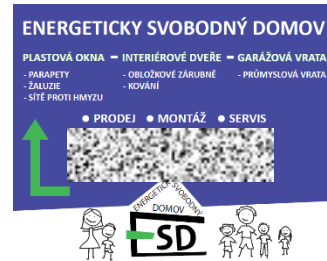 ENERGETICKY SVOBODNÝ DOMOV
PLASTOVÁ OKNA – INTERIÉROVÉ DVEŘE – GARÁŽOVÁ VRATA
- PARAPETY - OBLOŽKOVÉ ZÁRUBNĚ - PRŮMYSLOVÁ VRATA
- ŽALUZIE - KOVÁNÍ
- SÍTĚ PROTI HMYZU
● PRODEJ ● MONTÁŽ ● SERVIS
ENERGETICKY SVOBODNÝ
DOMOV
ESD